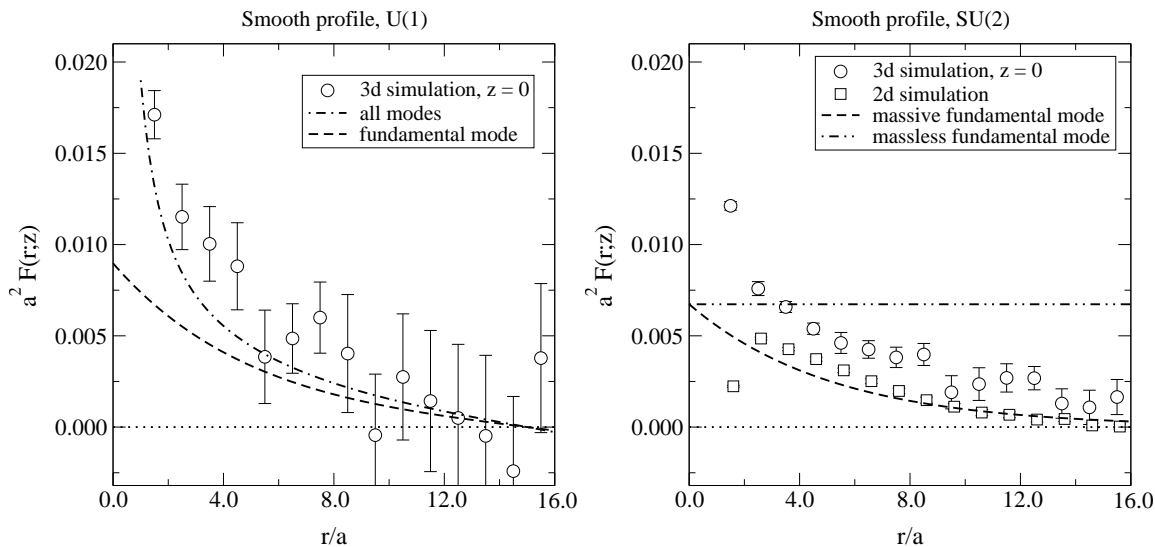 Smooth profile, U(1)
0.020
0.015
0.010
0.005
0.000
a² F(r;z)
3d simulation, z = 0
all modes
fundamental mode
0.0 4.0 8.0 12.0 16.0
r/a
Smooth profile, SU(2)
0.020
0.015
0.010
0.005
0.000
a² F(r;z)
3d simulation, z = 0
2d simulation
massive fundamental mode
massless fundamental mode
0.0 4.0 8.0 12.0 16.0
r/a